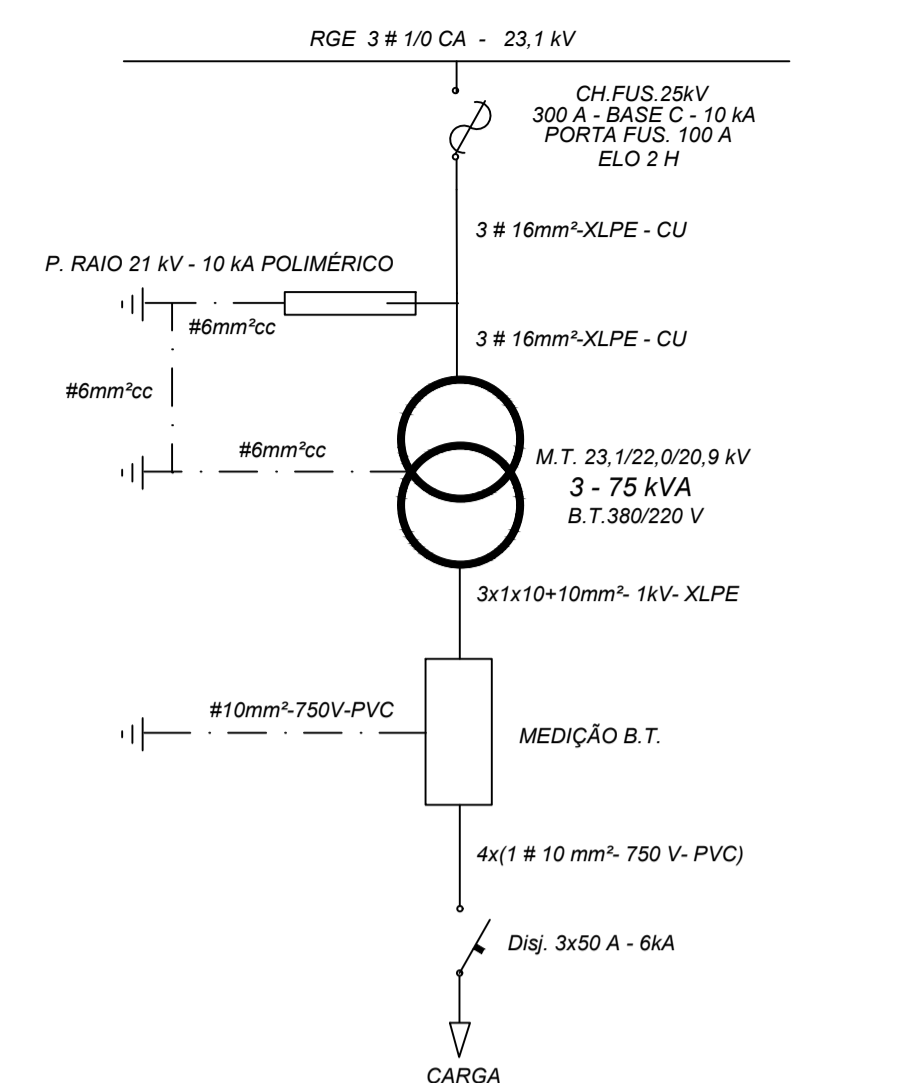 RGE 3 # 1/0 CA - 23,1 kV
CH.FUS.25kV
300 A - BASE C - 10 kA
PORTA FUS. 100 A
ELO 2 H
3 # 16mm²-XLPE - CU
P. RAIO 21 kV - 10 kA POLIMÉRICO
#6mm²cc
3 # 16mm²-XLPE - CU
#6mm²cc
#6mm²cc
M.T. 23,1/22,0/20,9 kV
3 - 75 kVA
B.T.380/220 V
3x1x10+10mm²- 1kV- XLPE
#10mm²-750V-PVC
MEDIÇÃO B.T.
4x(1 # 10 mm²- 750 V- PVC)
Disj. 3x50 A - 6kA
CARGA